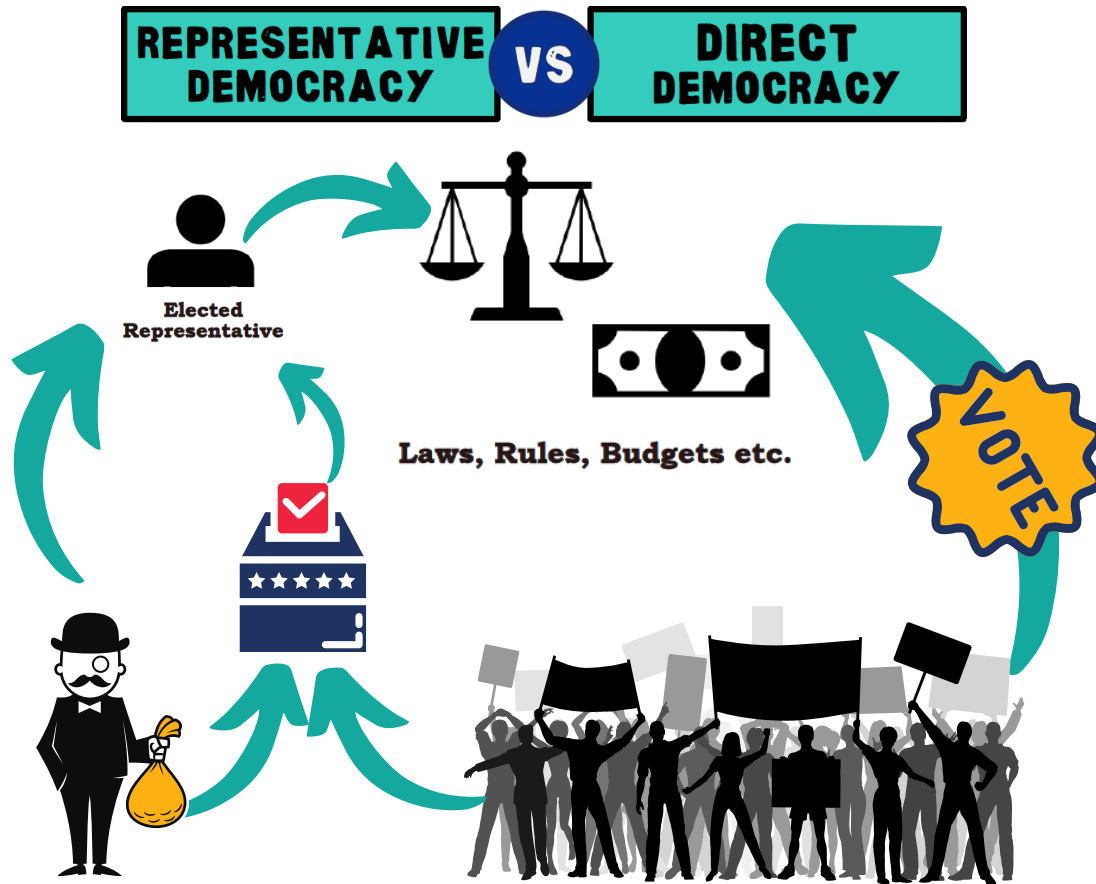 REPRESENTATIVE
DEMOCRACY
VS
DIRECT
DEMOCRACY
Elected
Representative
Laws, Rules, Budgets etc.
VOTE